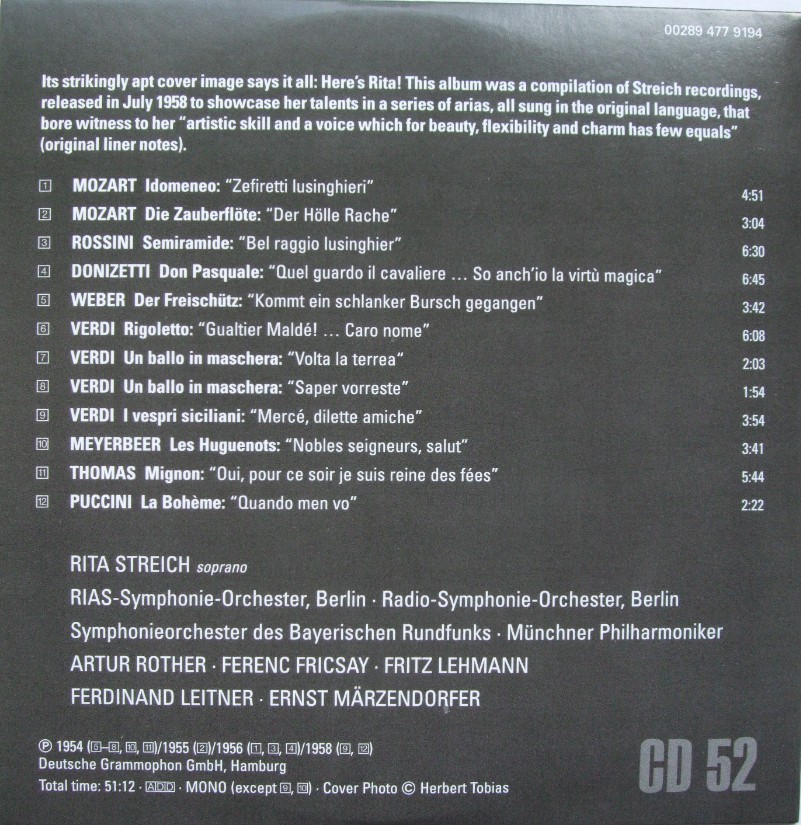 00289 477 9194
Its strikingly apt cover image says it all: Here's Rita! This album was a compilation of Streich recordings,
released in July 1958 to showcase her talents in a series of arias, all sung in the original language, that
bore witness to her “artistic skill and a voice which for beauty, flexibility and charm has few equals”
(original liner notes).
1 MOZART Idomeneo: “Zefiretti lusinghieri” 4:51
2 MOZART Die Zauberflöte: “Der Hölle Rache” 3:04
3 ROSSINI Semiramide: “Bel raggio lusinghier” 6:30
4 DONIZETTI Don Pasquale: “Quel guardo il cavaliere … So anch'io la virtù magica” 6:45
5 WEBER Der Freischütz: “Kommt ein schlanker Bursch gegangen” 3:42
6 VERDI Rigoletto: “Gualtier Maldé! … Caro nome” 6:08
7 VERDI Un ballo in maschera: “Volta la terrea“ 2:03
8 VERDI Un ballo in maschera: “Saper vorreste” 1:54
9 VERDI I vespri siciliani: “Mercé, dilette amiche” 3:54
10 MEYERBEER Les Huguenots: “Nobles seigneurs, salut” 3:41
11 THOMAS Mignon: “Oui, pour ce soir je suis reine des fées” 5:44
12 PUCCINI La Bohème: “Quando men vo” 2:22
RITA STREICH soprano
RIAS-Symphonie-Orchester, Berlin · Radio-Symphonie-Orchester, Berlin
Symphonieorchester des Bayerischen Rundfunks · Münchner Philharmoniker
ARTUR ROTHER · FERENC FRICSAY · FRITZ LEHMANN
FERDINAND LEITNER · ERNST MÄRZENDORFER
℗ 1954 (5–8, 10, 11)/1955 (2)/1956 (1, 3, 4)/1958 (9, 12)
Deutsche Grammophon GmbH, Hamburg
Total time: 51:12 · ADD · MONO (except 9, 10) · Cover Photo © Herbert Tobias
CD 52